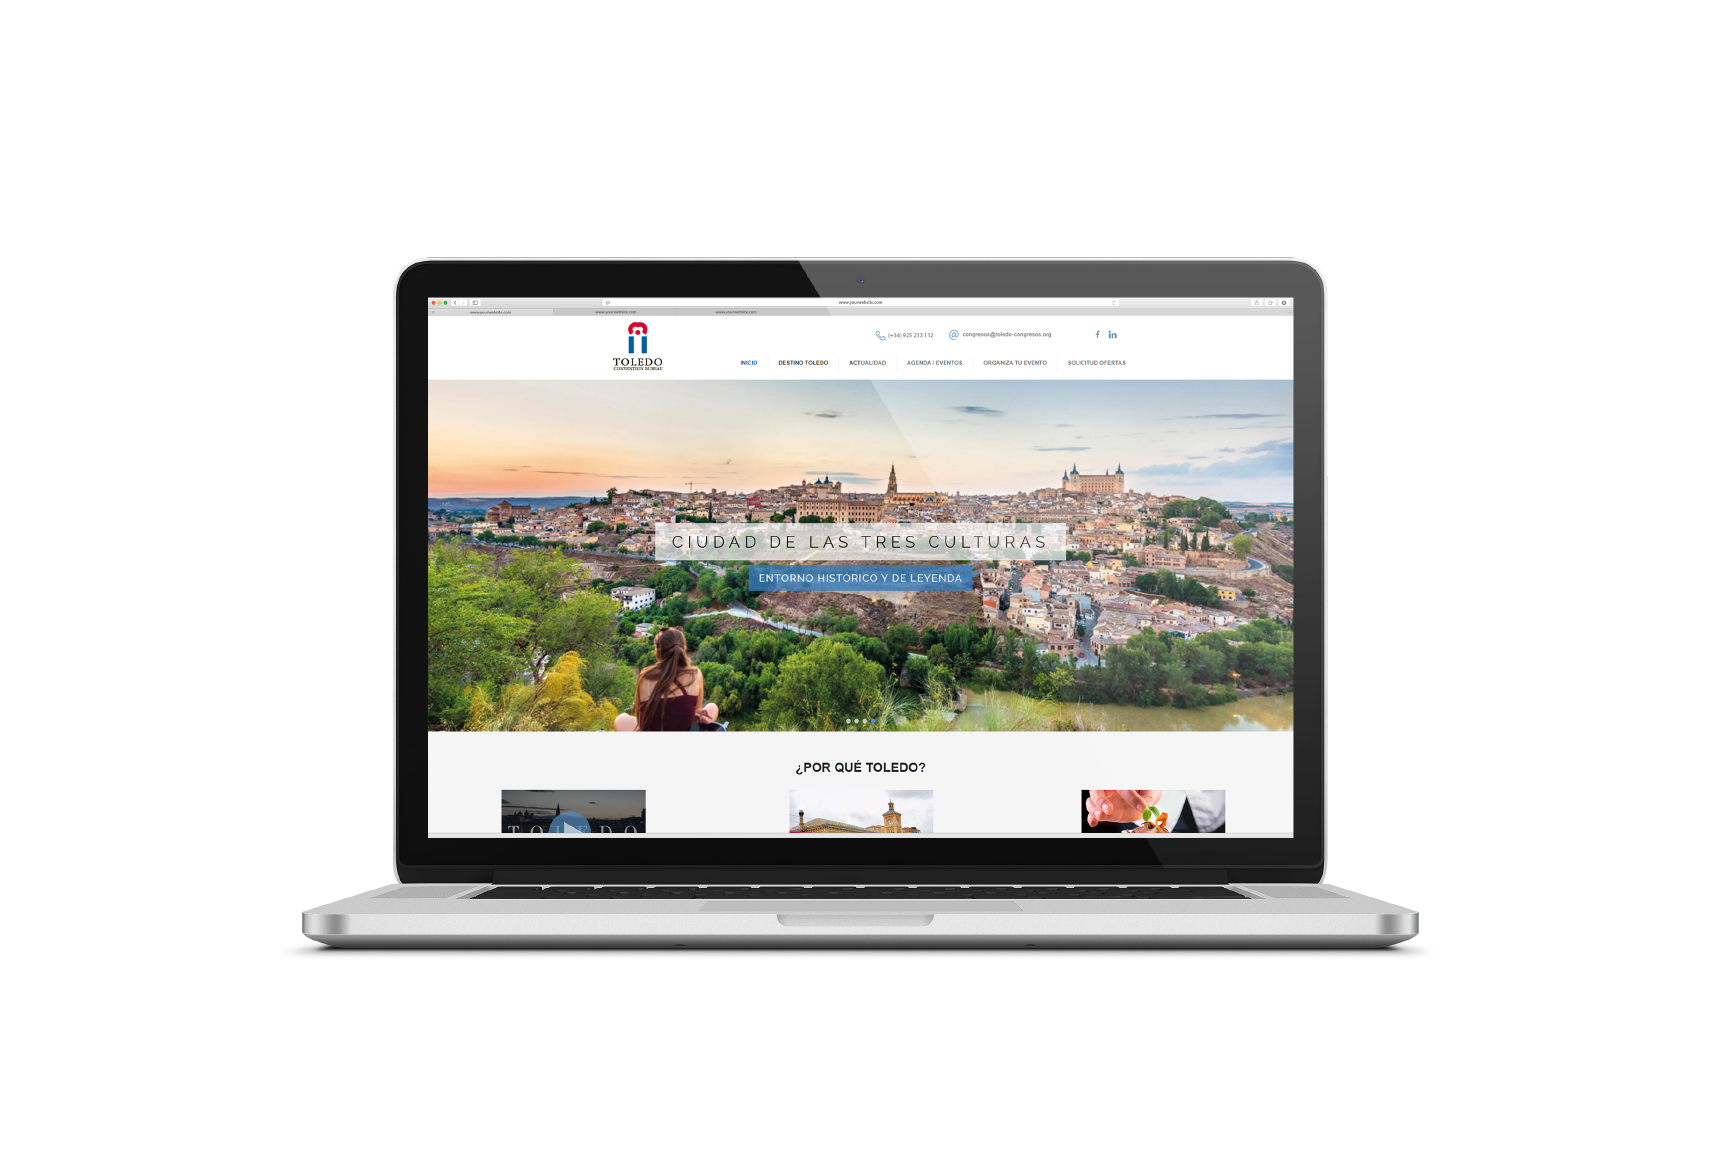 www.yourwebsite.com
www.yourwebsite.com
www.yourwebsite.com
www.yourwebsite.com
TOLEDO
CONVENTION BUREAU
(+34) 925 213 112
congresos@toledo-congresos.org
f in
INICIO
DESTINO TOLEDO
ACTUALIDAD
AGENDA / EVENTOS
ORGANIZA TU EVENTO
SOLICITUD OFERTAS
CIUDAD DE LAS TRES CULTURAS
ENTORNO HISTÓRICO Y DE LEYENDA
¿POR QUÉ TOLEDO?
TOLEDO